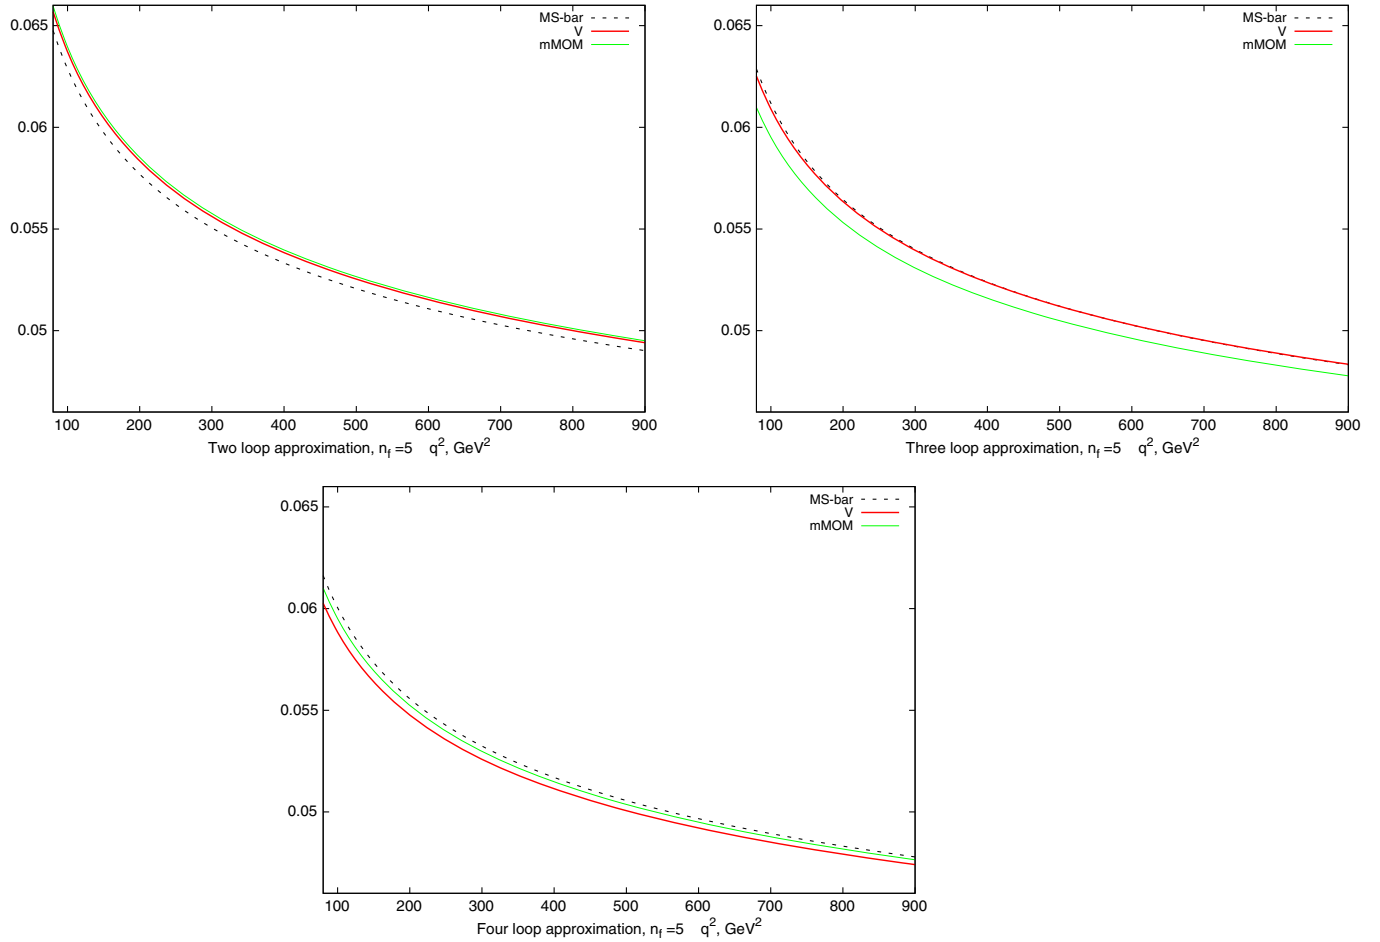 0.065
0.06
0.055
0.05
MS-bar
V
mMOM
100 200 300 400 500 600 700 800 900
Two loop approximation, n_f =5 q^2, GeV^2
0.065
0.06
0.055
0.05
MS-bar
V
mMOM
100 200 300 400 500 600 700 800 900
Three loop approximation, n_f =5 q^2, GeV^2
0.065
0.06
0.055
0.05
MS-bar
V
mMOM
100 200 300 400 500 600 700 800 900
Four loop approximation, n_f =5 q^2, GeV^2